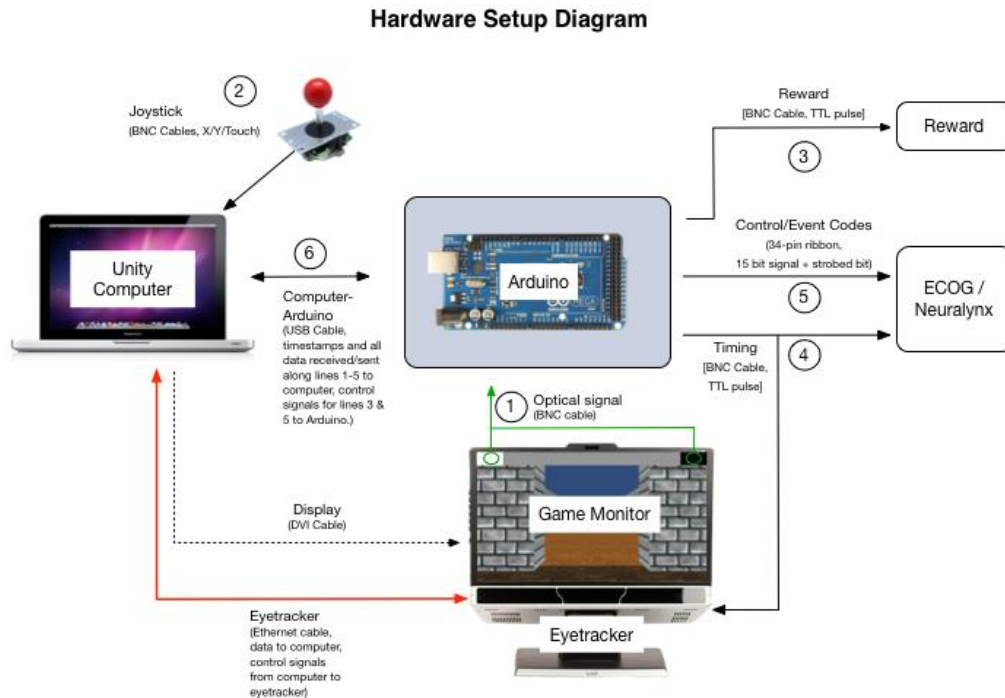 Hardware Setup Diagram
2
Joystick
(BNC Cables, X/Y/Touch)
Reward
[BNC Cable, TTL pulse]
3
Reward
Unity
Computer
6
Computer-
Arduino
(USB Cable,
timestamps and all
data received/sent
along lines 1-5 to
computer, control
signals for lines 3 &
5 to Arduino.)
Arduino
Control/Event Codes
(34-pin ribbon,
15 bit signal + strobed bit)
5
ECOG /
Neuralynx
Timing
[BNC Cable,
TTL pulse]
4
1
Optical signal
(BNC cable)
Game Monitor
Display
(DVI Cable)
Eyetracker
(Ethernet cable,
data to computer,
control signals
from computer to
eyetracker)
Eyetracker